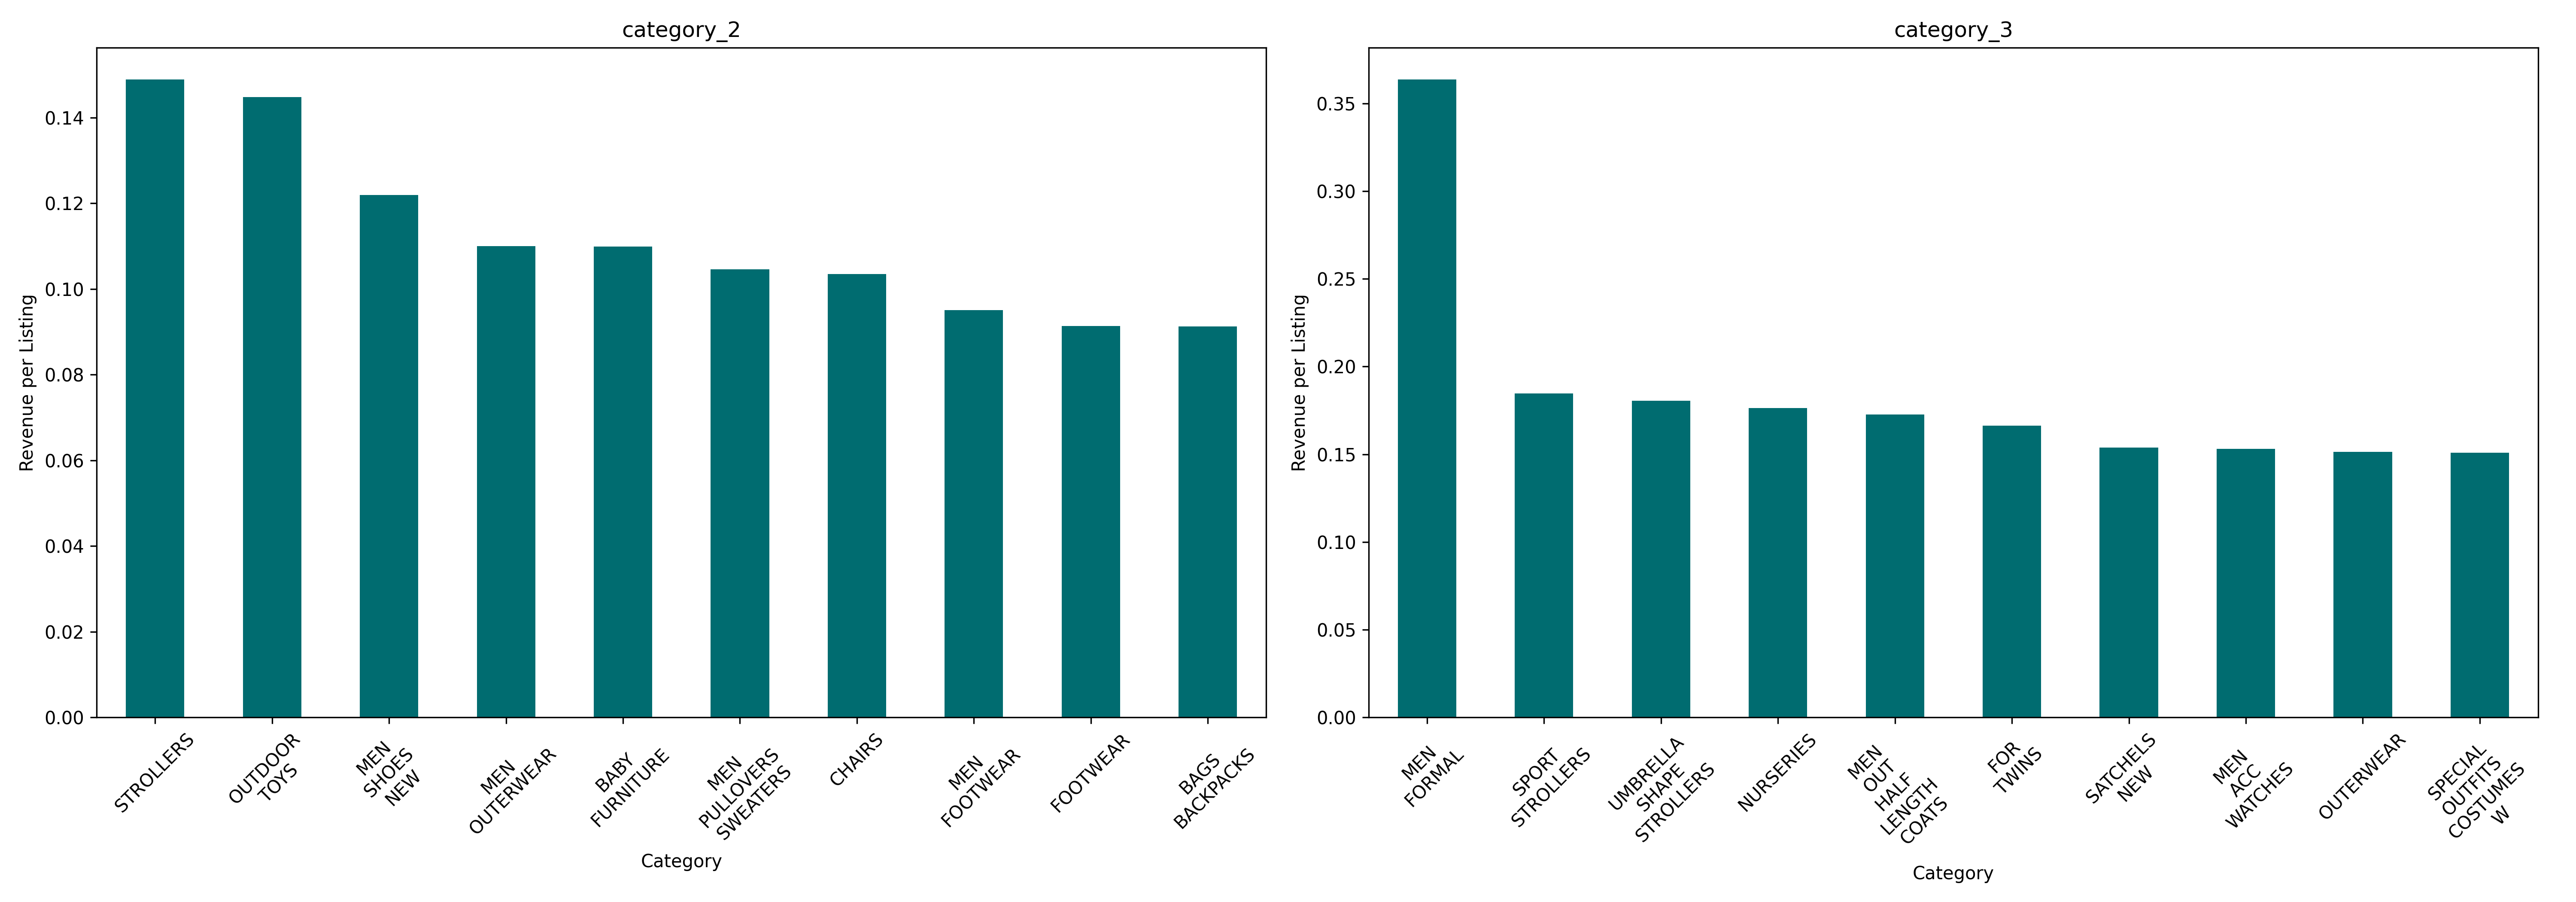 category_2
Revenue per Listing
0.14
0.12
0.10
0.08
0.06
0.04
0.02
0.00
STROLLERS
OUTDOOR
TOYS
MEN
SHOES
NEW
MEN
OUTERWEAR
BABY
FURNITURE
MEN
PULLOVERS
SWEATERS
CHAIRS
MEN
FOOTWEAR
FOOTWEAR
BAGS
BACKPACKS
Category
category_3
Revenue per Listing
0.35
0.30
0.25
0.20
0.15
0.10
0.05
0.00
MEN
FORMAL
SPORT
STROLLERS
UMBRELLA
SHAPE
STROLLERS
NURSERIES
MEN
OUT
HALF
LENGTH
COATS
FOR
TWINS
SATCHELS
NEW
MEN
ACC
WATCHES
OUTERWEAR
SPECIAL
OUTFITS
COSTUMES
W
Category